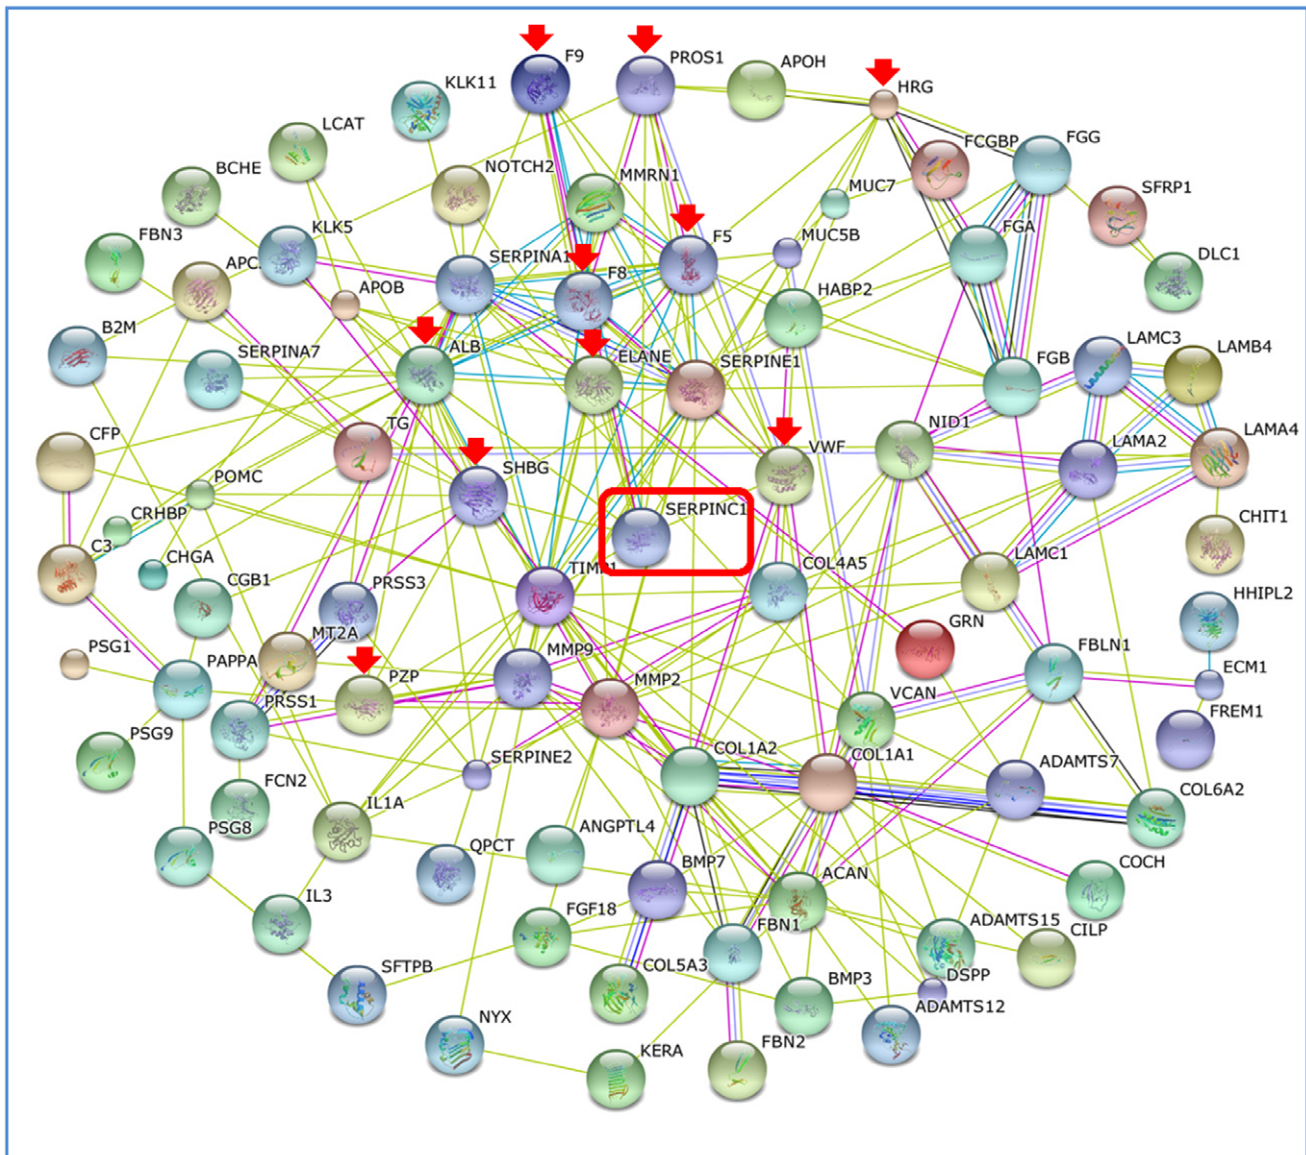 F9
PROS1
APOH
KLK11
HRG
LCAT
FCGBP
FGG
BCHE
NOTCH2
MMRN1
MUC7
SFRP1
FBN3
KLK5
MUC5B
F5
FGA
DLC1
APC
SERPINA1
F8
APOB
HABP2
B2M
ALB
SERPINA7
ELANE
SERPINE1
FGB
LAMC3
LAMB4
CFP
TG
VWF
NID1
LAMA2
LAMA4
POMC
SHBG
SERPINC1
CRHBP
C3
CHGA
CHIT1
CGB1
PRSS3
TIMP1
COL4A5
LAMC1
HHIPL2
MT2A
GRN
PSG1
PAPPA
PZP
MMP9
MMP2
FBLN1
ECM1
PRSS1
VCAN
FREM1
PSG9
SERPINE2
COL1A2
COL1A1
ADAMTS7
FCN2
COL6A2
IL1A
ANGPTL4
PSG8
QPCT
BMP7
ACAN
COCH
IL3
FGF18
FBN1
ADAMTS15
CILP
SFTPB
COL5A3
BMP3
DSPP
ADAMTS12
NYX
KERA
FBN2